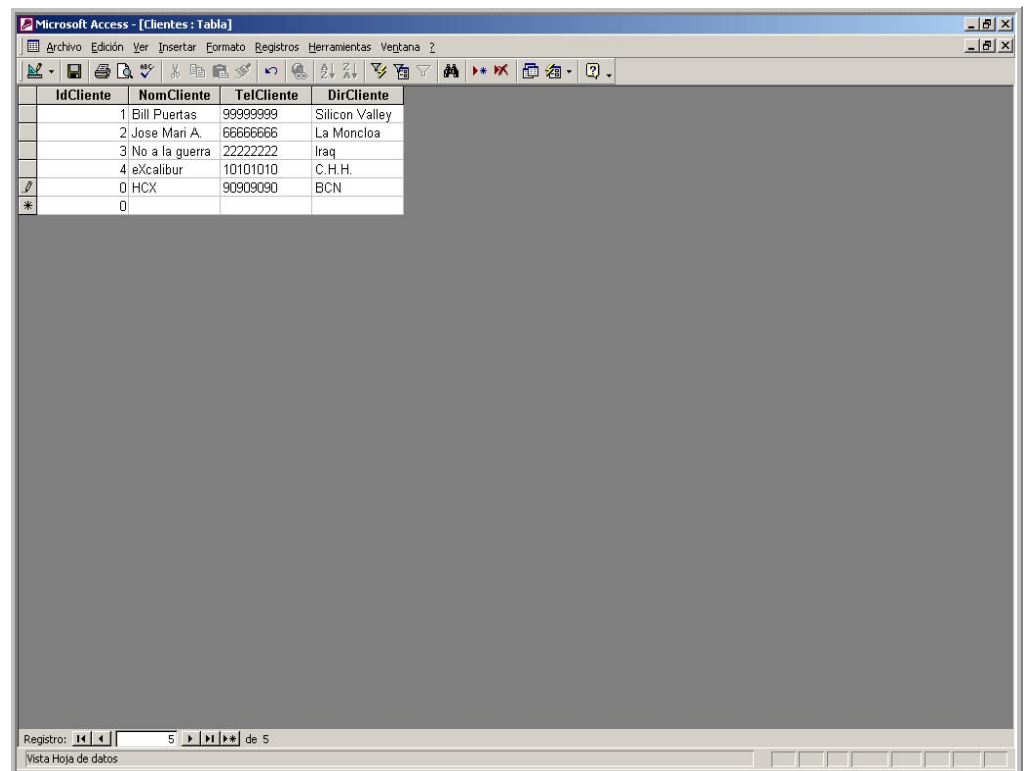 Microsoft Access - [Clientes : Tabla]
Archivo Edición Ver Insertar Formato Registros Herramientas Ventana ?
IdCliente NomCliente TelCliente DirCliente
1 Bill Puertas 99999999 Silicon Valley
2 Jose Mari A. 66666666 La Moncloa
3 No a la guerra 22222222 Iraq
4 eXcalibur 10101010 C.H.H.
0 HCX 90909090 BCN
0
Registro: 5 de 5
Vista Hoja de datos